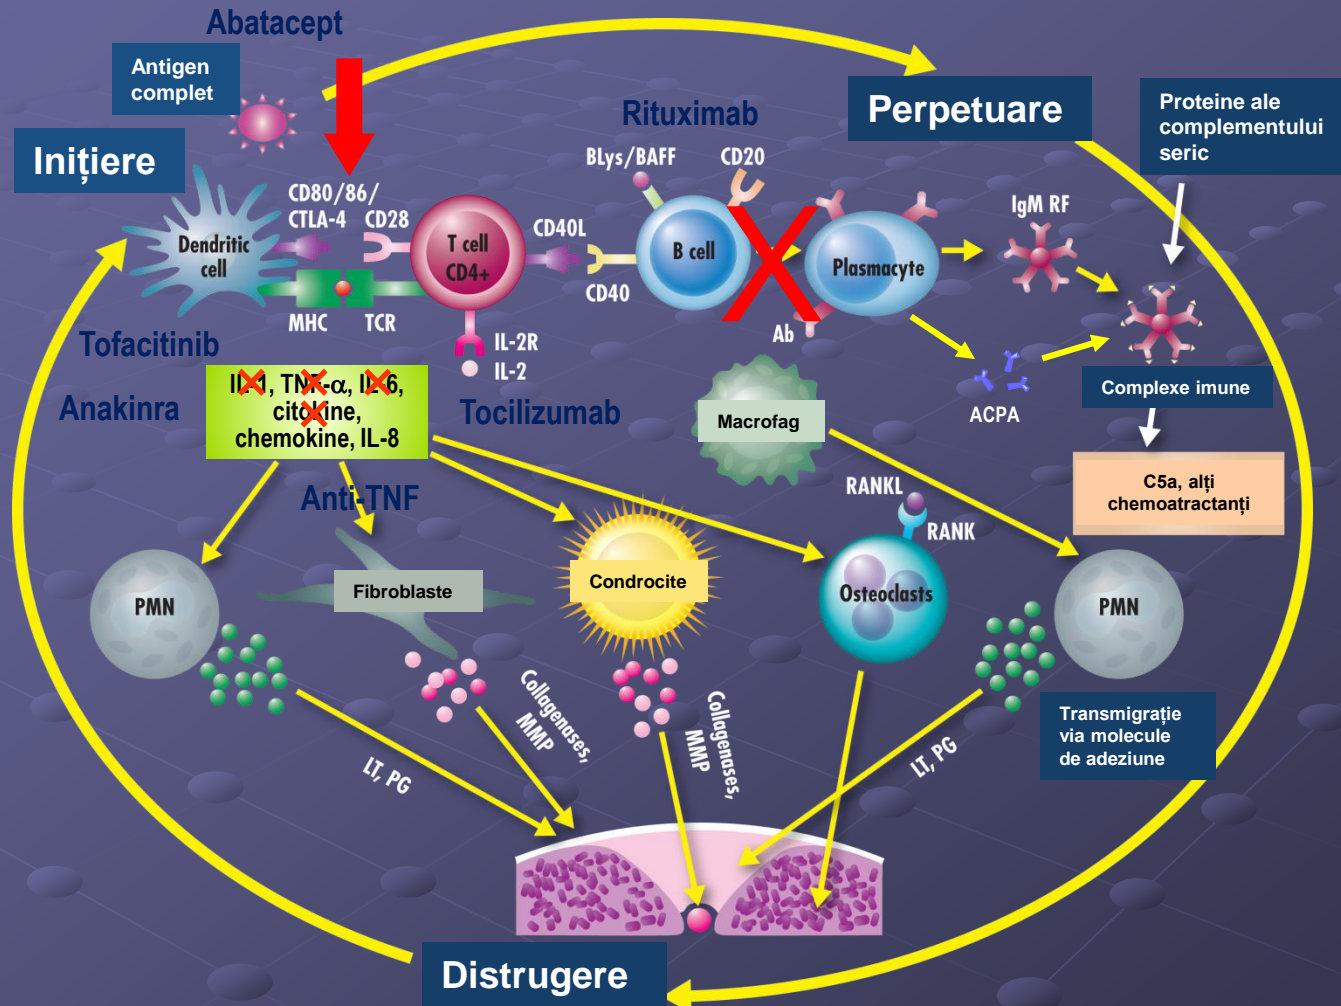 Abatacept
Antigen
complet
Inițiere
Perpetuare
Proteine ale
complementului
seric
Rituximab
BLys/BAFF
CD20
CD80/86/
CTLA-4
CD28
Dendritic
cell
T cell
CD4+
CD40L
CD40
B cell
Plasmacyte
IgM RF
MHC
TCR
IL-2R
IL-2
Ab
ACPA
Complexe imune
Tofacitinib
Anakinra
IL-1, TNF-α, IL-6,
citokine,
chemokine, IL-8
Tocilizumab
Macrofag
C5a, alți
chemoatractanți
Anti-TNF
RANKL
RANK
PMN
Fibroblaste
Condrocite
Osteoclasts
PMN
Collagenases,
MMP
Collagenases,
MMP
LT, PG
LT, PG
Transmigrație
via molecule
de adeziune
Distrugere